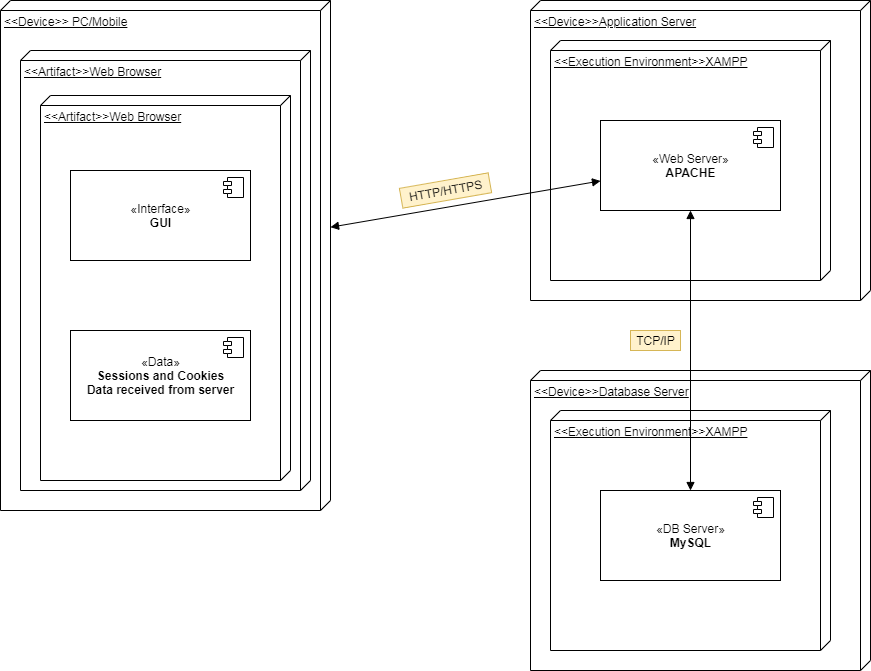 <<Device>> PC/Mobile
<<Artifact>>Web Browser
<<Artifact>>Web Browser
«Interface»
GUI
«Data»
Sessions and Cookies
Data received from server
HTTP/HTTPS
<<Device>>Application Server
<<Execution Environment>>XAMPP
«Web Server»
APACHE
TCP/IP
<<Device>>Database Server
<<Execution Environment>>XAMPP
«DB Server»
MySQL